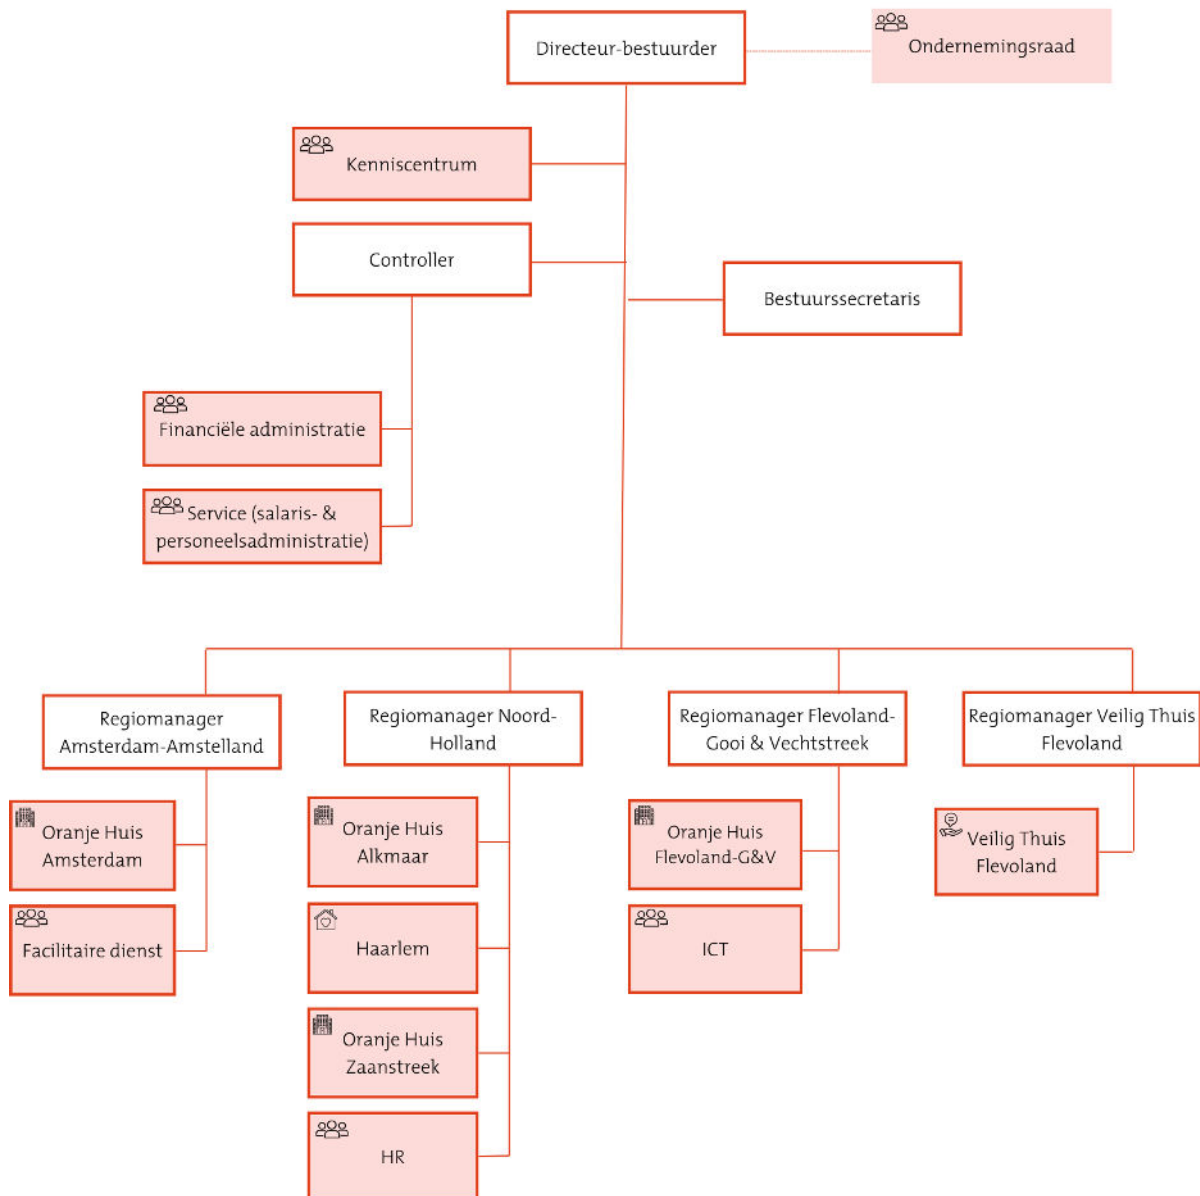 Directeur-bestuurder
Ondernemingsraad
Kenniscentrum
Controller
Bestuurssecretaris
Financiële administratie
Service (salaris- &
personeelsadministratie)
Regiomanager
Amsterdam-Amstelland
Regiomanager Noord-
Holland
Regiomanager Flevoland-
Gooi & Vechtstreek
Regiomanager Veilig Thuis
Flevoland
Oranje Huis
Amsterdam
Facilitaire dienst
Oranje Huis
Alkmaar
Haarlem
Oranje Huis
Zaanstreek
HR
Oranje Huis
Flevoland-G&V
ICT
Veilig Thuis
Flevoland